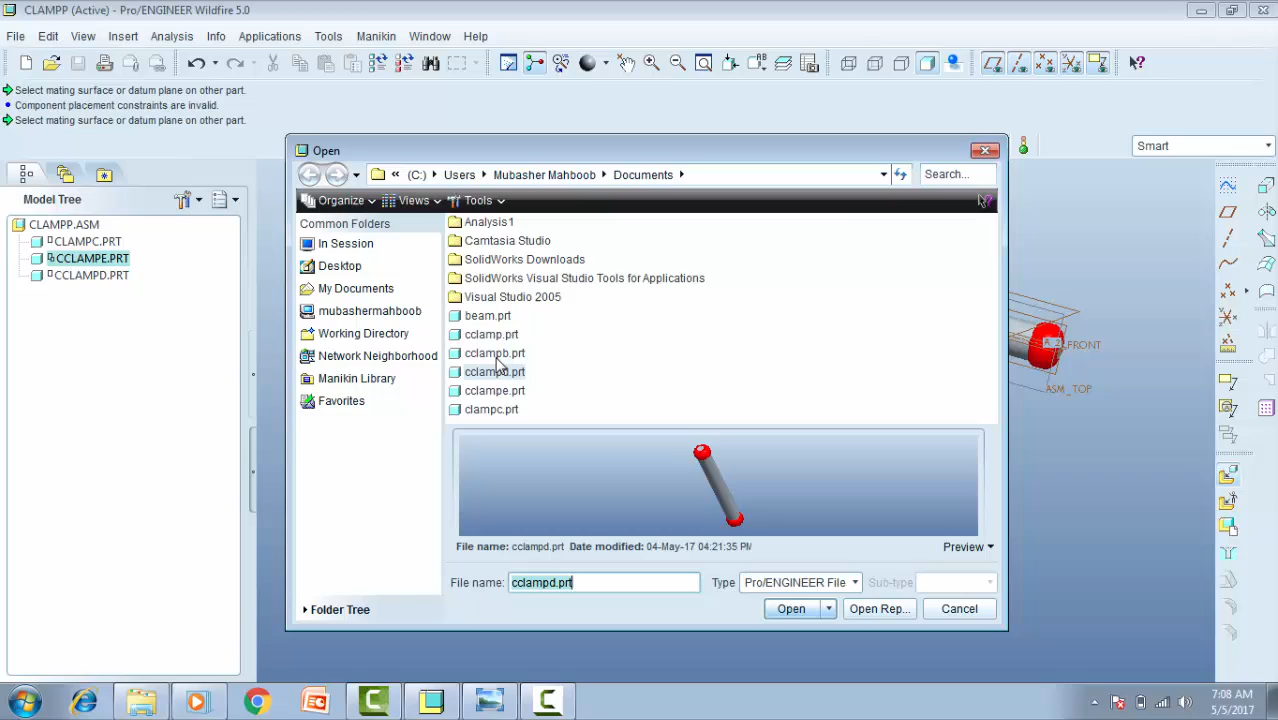 CLAMPP (Active) - Pro/ENGINEER Wildfire 5.0
File Edit View Insert Analysis Info Applications Tools Manikin Window Help
Select mating surface or datum plane on other part.
Component placement constraints are invalid.
Select mating surface or datum plane on other part.
Smart
Model Tree
CLAMPP.ASM
CLAMPC.PRT
CCLAMPE.PRT
CCLAMPD.PRT
Open
« (C:) Users Mubasher Mahboob Documents
Search...
Organize Views Tools
Common Folders
In Session
Desktop
My Documents
mubashermahboob
Working Directory
Network Neighborhood
Manikin Library
Favorites
Folder Tree
Analysis1
Camtasia Studio
SolidWorks Downloads
SolidWorks Visual Studio Tools for Applications
Visual Studio 2005
beam.prt
cclamp.prt
cclampb.prt
cclampd.prt
cclampe.prt
clampc.prt
File name: cclampd.prt Date modified: 04-May-17 04:21:35 PM
Preview
File name: cclampd.prt Type Pro/ENGINEER File Sub-type
Open Open Rep... Cancel
FRONT
ASM_TOP
7:08 AM
5/5/2017